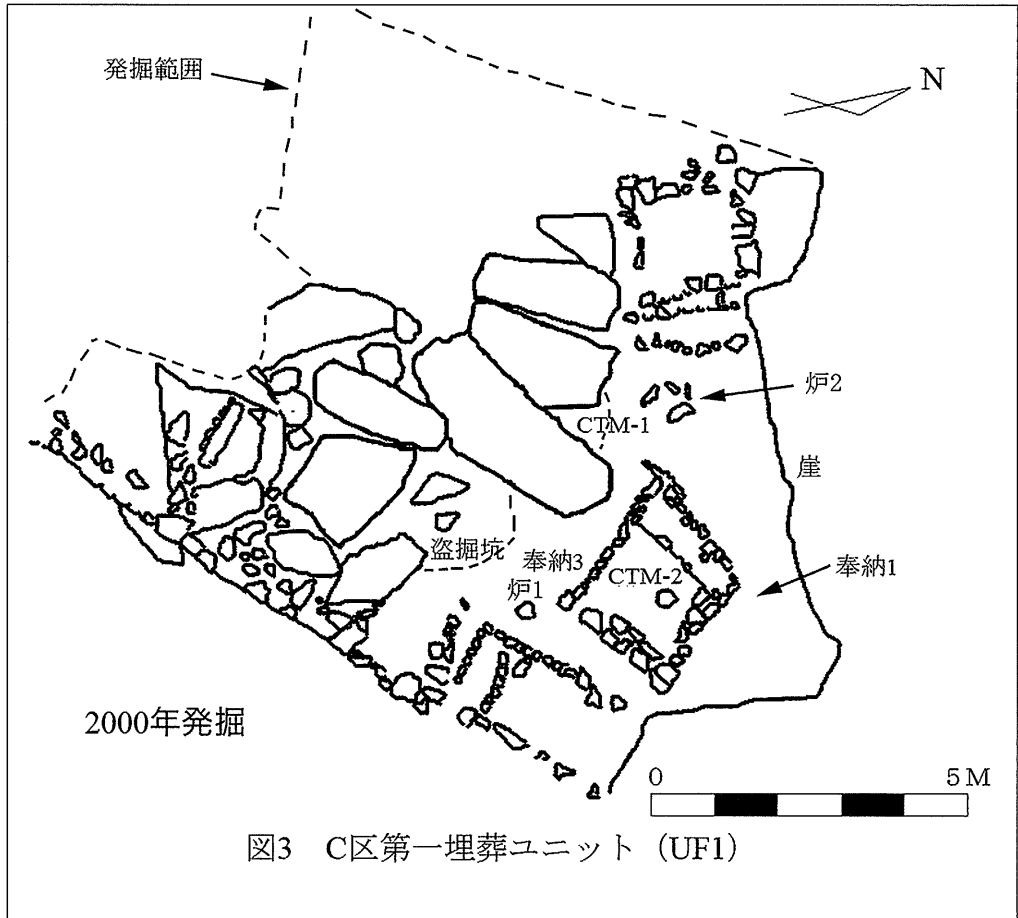 発掘範囲
N
炉2
CTM-1
崖
盗掘坑
奉納3
CTM-2
奉納1
炉1
2000年発掘
0 5M
図3 C区第一埋葬ユニット（UF1）